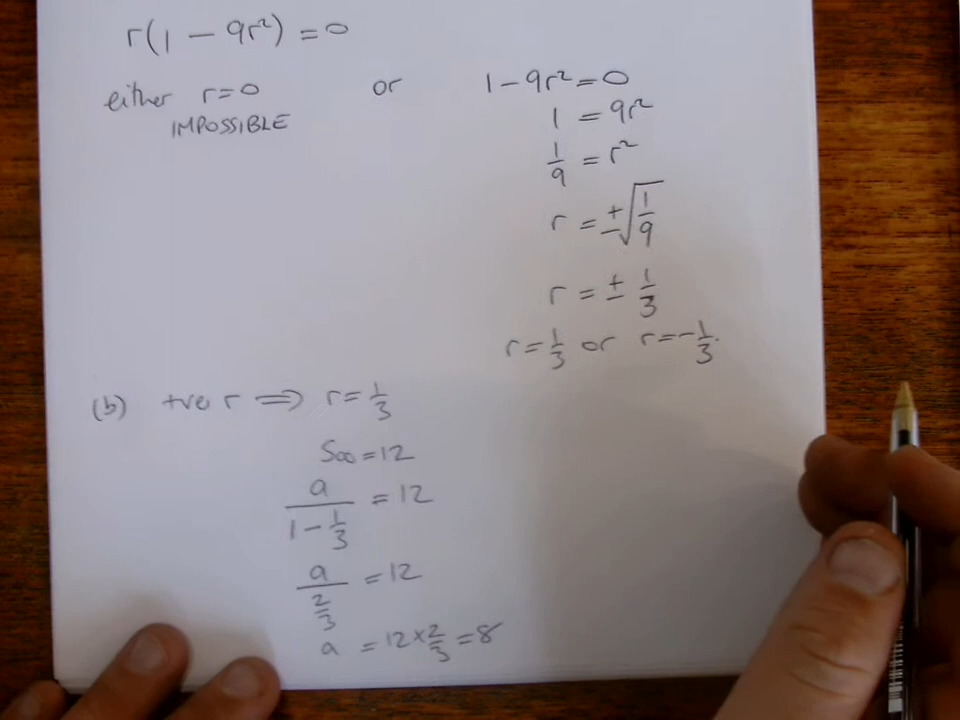 r(1 − 9r²) = 0
either r=0 or 1−9r²=0
IMPOSSIBLE
1 = 9r²
1/9 = r²
r = ±√(1/9)
r = ± 1/3
r=1/3 or r=−1/3.
(b) +ve r ⟹ r=1/3
S∞=12
a/(1−1/3) = 12
a/(2/3) = 12
a = 12×2/3 = 8